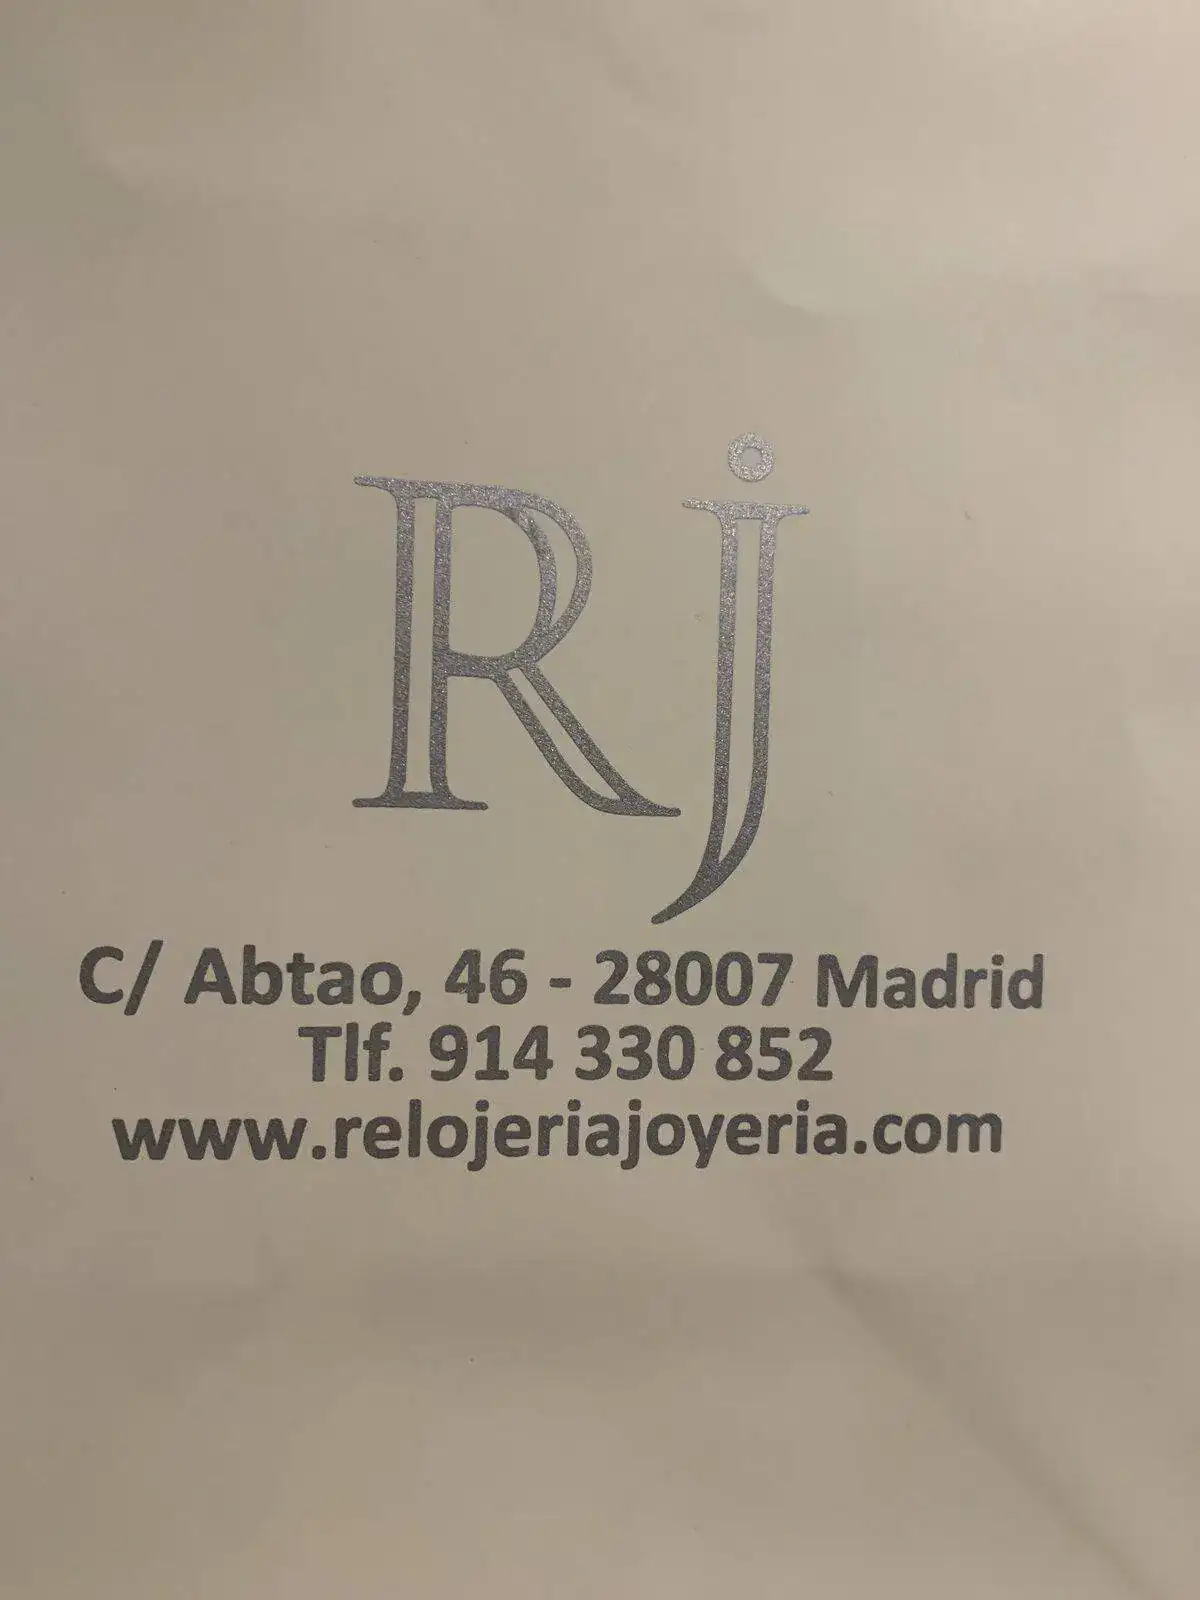 Rj
C/ Abtao, 46 - 28007 Madrid
Tlf. 914 330 852
www.relojeriajoyeria.com